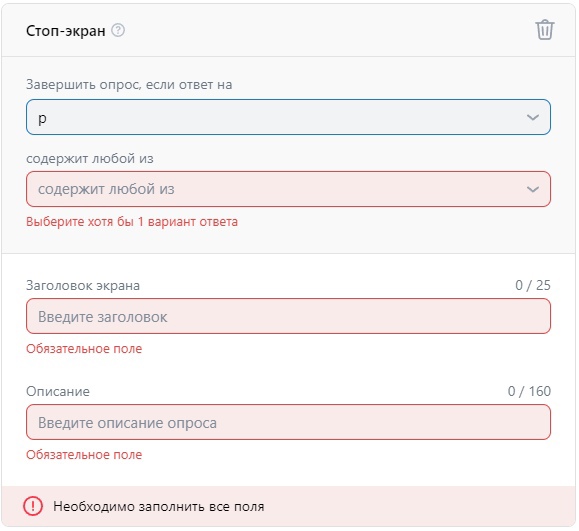 Стоп-экран
Завершить опрос, если ответ на
р
содержит любой из
содержит любой из
Выберите хотя бы 1 вариант ответа
Заголовок экрана 0 / 25
Введите заголовок
Обязательное поле
Описание 0 / 160
Введите описание опроса
Обязательное поле
Необходимо заполнить все поля